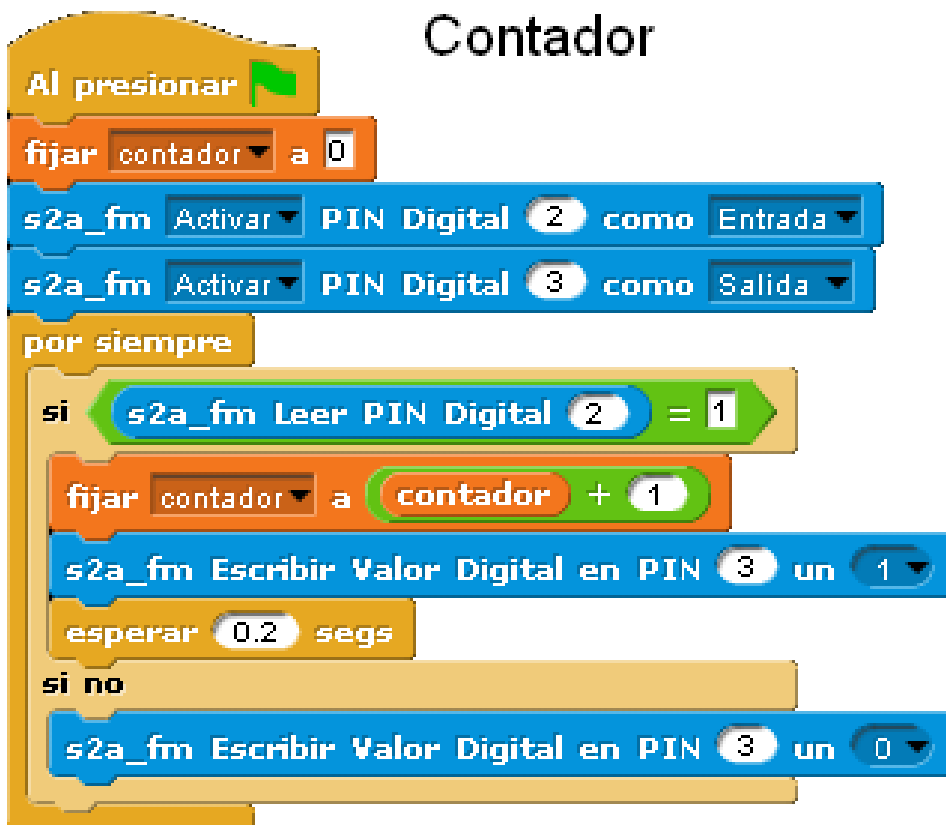 Contador
Al presionar
fijar contador a 0
s2a_fm Activar PIN Digital 2 como Entrada
s2a_fm Activar PIN Digital 3 como Salida
por siempre
si s2a_fm Leer PIN Digital 2 = 1
fijar contador a contador + 1
s2a_fm Escribir Valor Digital en PIN 3 un 1
esperar 0.2 segs
si no
s2a_fm Escribir Valor Digital en PIN 3 un 0